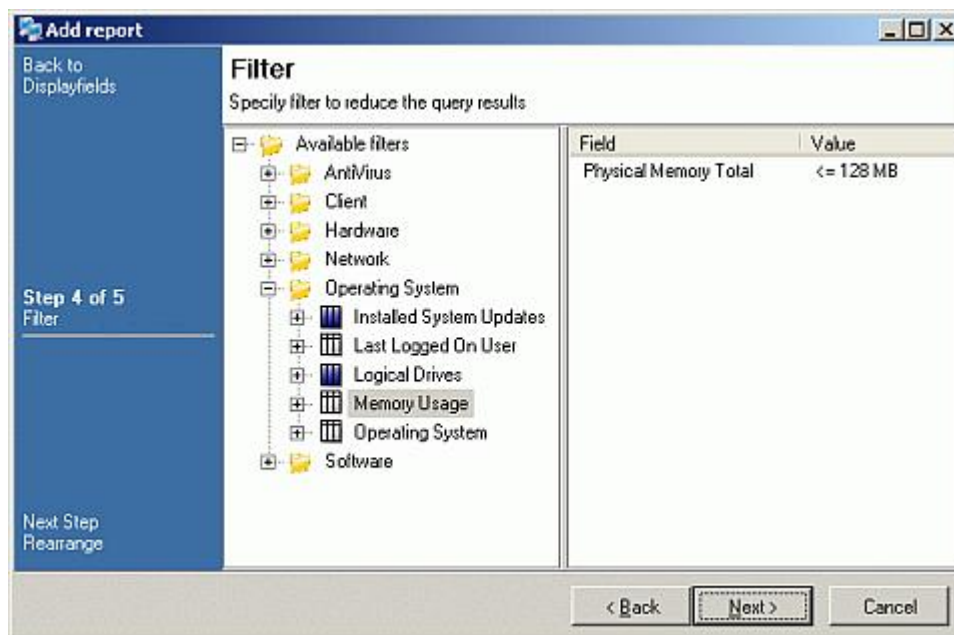 Add report
Back to
Displayfields
Filter
Specify filter to reduce the query results
Available filters
AntiVirus
Client
Hardware
Network
Operating System
Installed System Updates
Last Logged On User
Logical Drives
Memory Usage
Operating System
Software
Field Value
Physical Memory Total <= 128 MB
Step 4 of 5
Filter
Next Step
Rearrange
< Back Next > Cancel